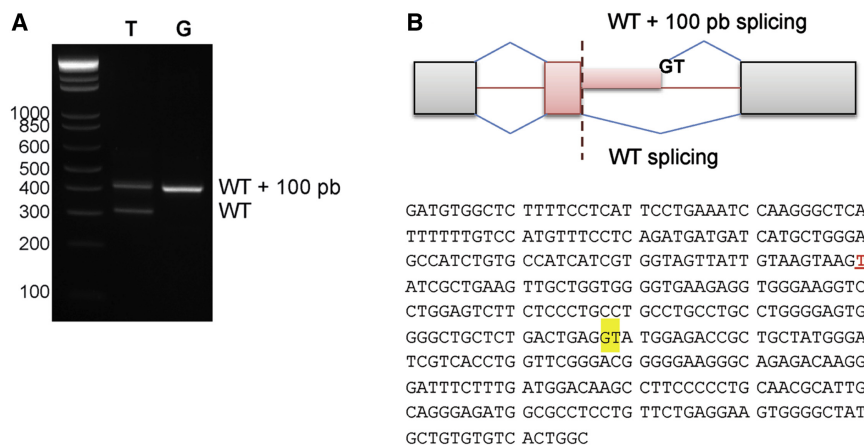 A
B
T G
1000
850
600
500
400
300
200
100
WT + 100 pb
WT
WT + 100 pb splicing
GT
WT splicing
GATGTGGCTC TTTTCCTCAT TCCTGAAATC CAAGGGCTCA
TTTTTTGTCC ATGTTTCCTC AGATGATGAT CATGCTGGGA
GCCATCTGTG CCATCATCGT GGTAGTTATT GTAAGTAAGT
ATCGCTGAAG TTGCTGGTGG GGTGAAGAGG TGGGAAGGTC
CTGGAGTCTT CTCCCTGCCT GCCTGCCTGC CTGGGGAGTG
GGGCTGCTCT GACTGAGGTA TGGAGACCGC TGCTATGGGA
TCGTCACCTG GTTCGGGACG GGGGAAGGGC AGAGACAAGG
GATTTCTTTG ATGGACAAGC CTTCCCCCTG CAACGCATTG
CAGGGAGATG GCGCCTCCTG TTCTGAGGAA GTGGGGCTAT
GCTGTGTGTC ACTGGC